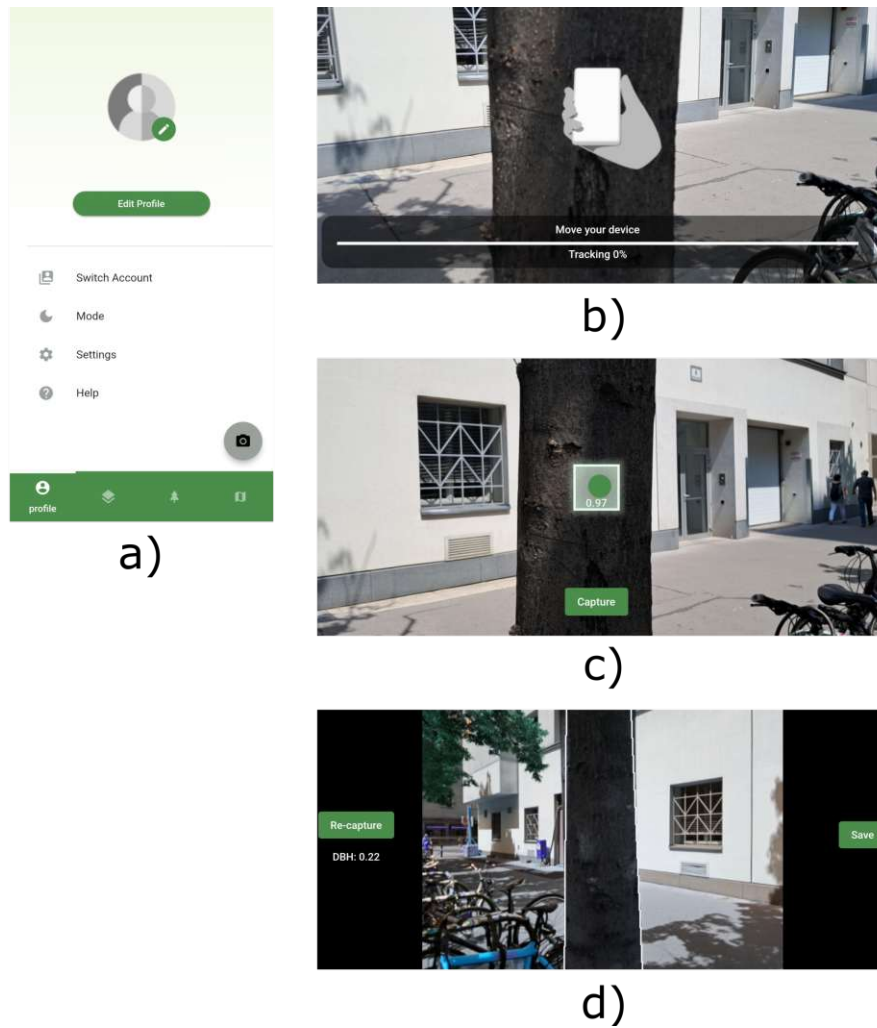 Edit Profile
Switch Account
Mode
Settings
Help
profile
a)
Move your device
Tracking 0%
b)
0.97
Capture
c)
Re-capture
DBH: 0.22
Save
d)